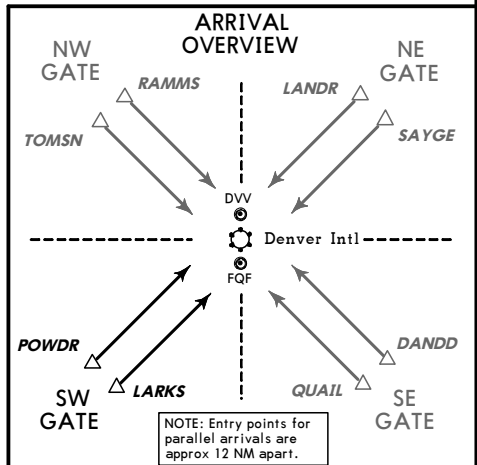 ARRIVAL
OVERVIEW
NW
GATE
NE
GATE
RAMMS
LANDR
TOMSN
SAYGE
DVV
Denver Intl
FQF
POWDR
DANDD
LARKS
QUAIL
SW
GATE
SE
GATE
NOTE: Entry points for
parallel arrivals are
approx 12 NM apart.